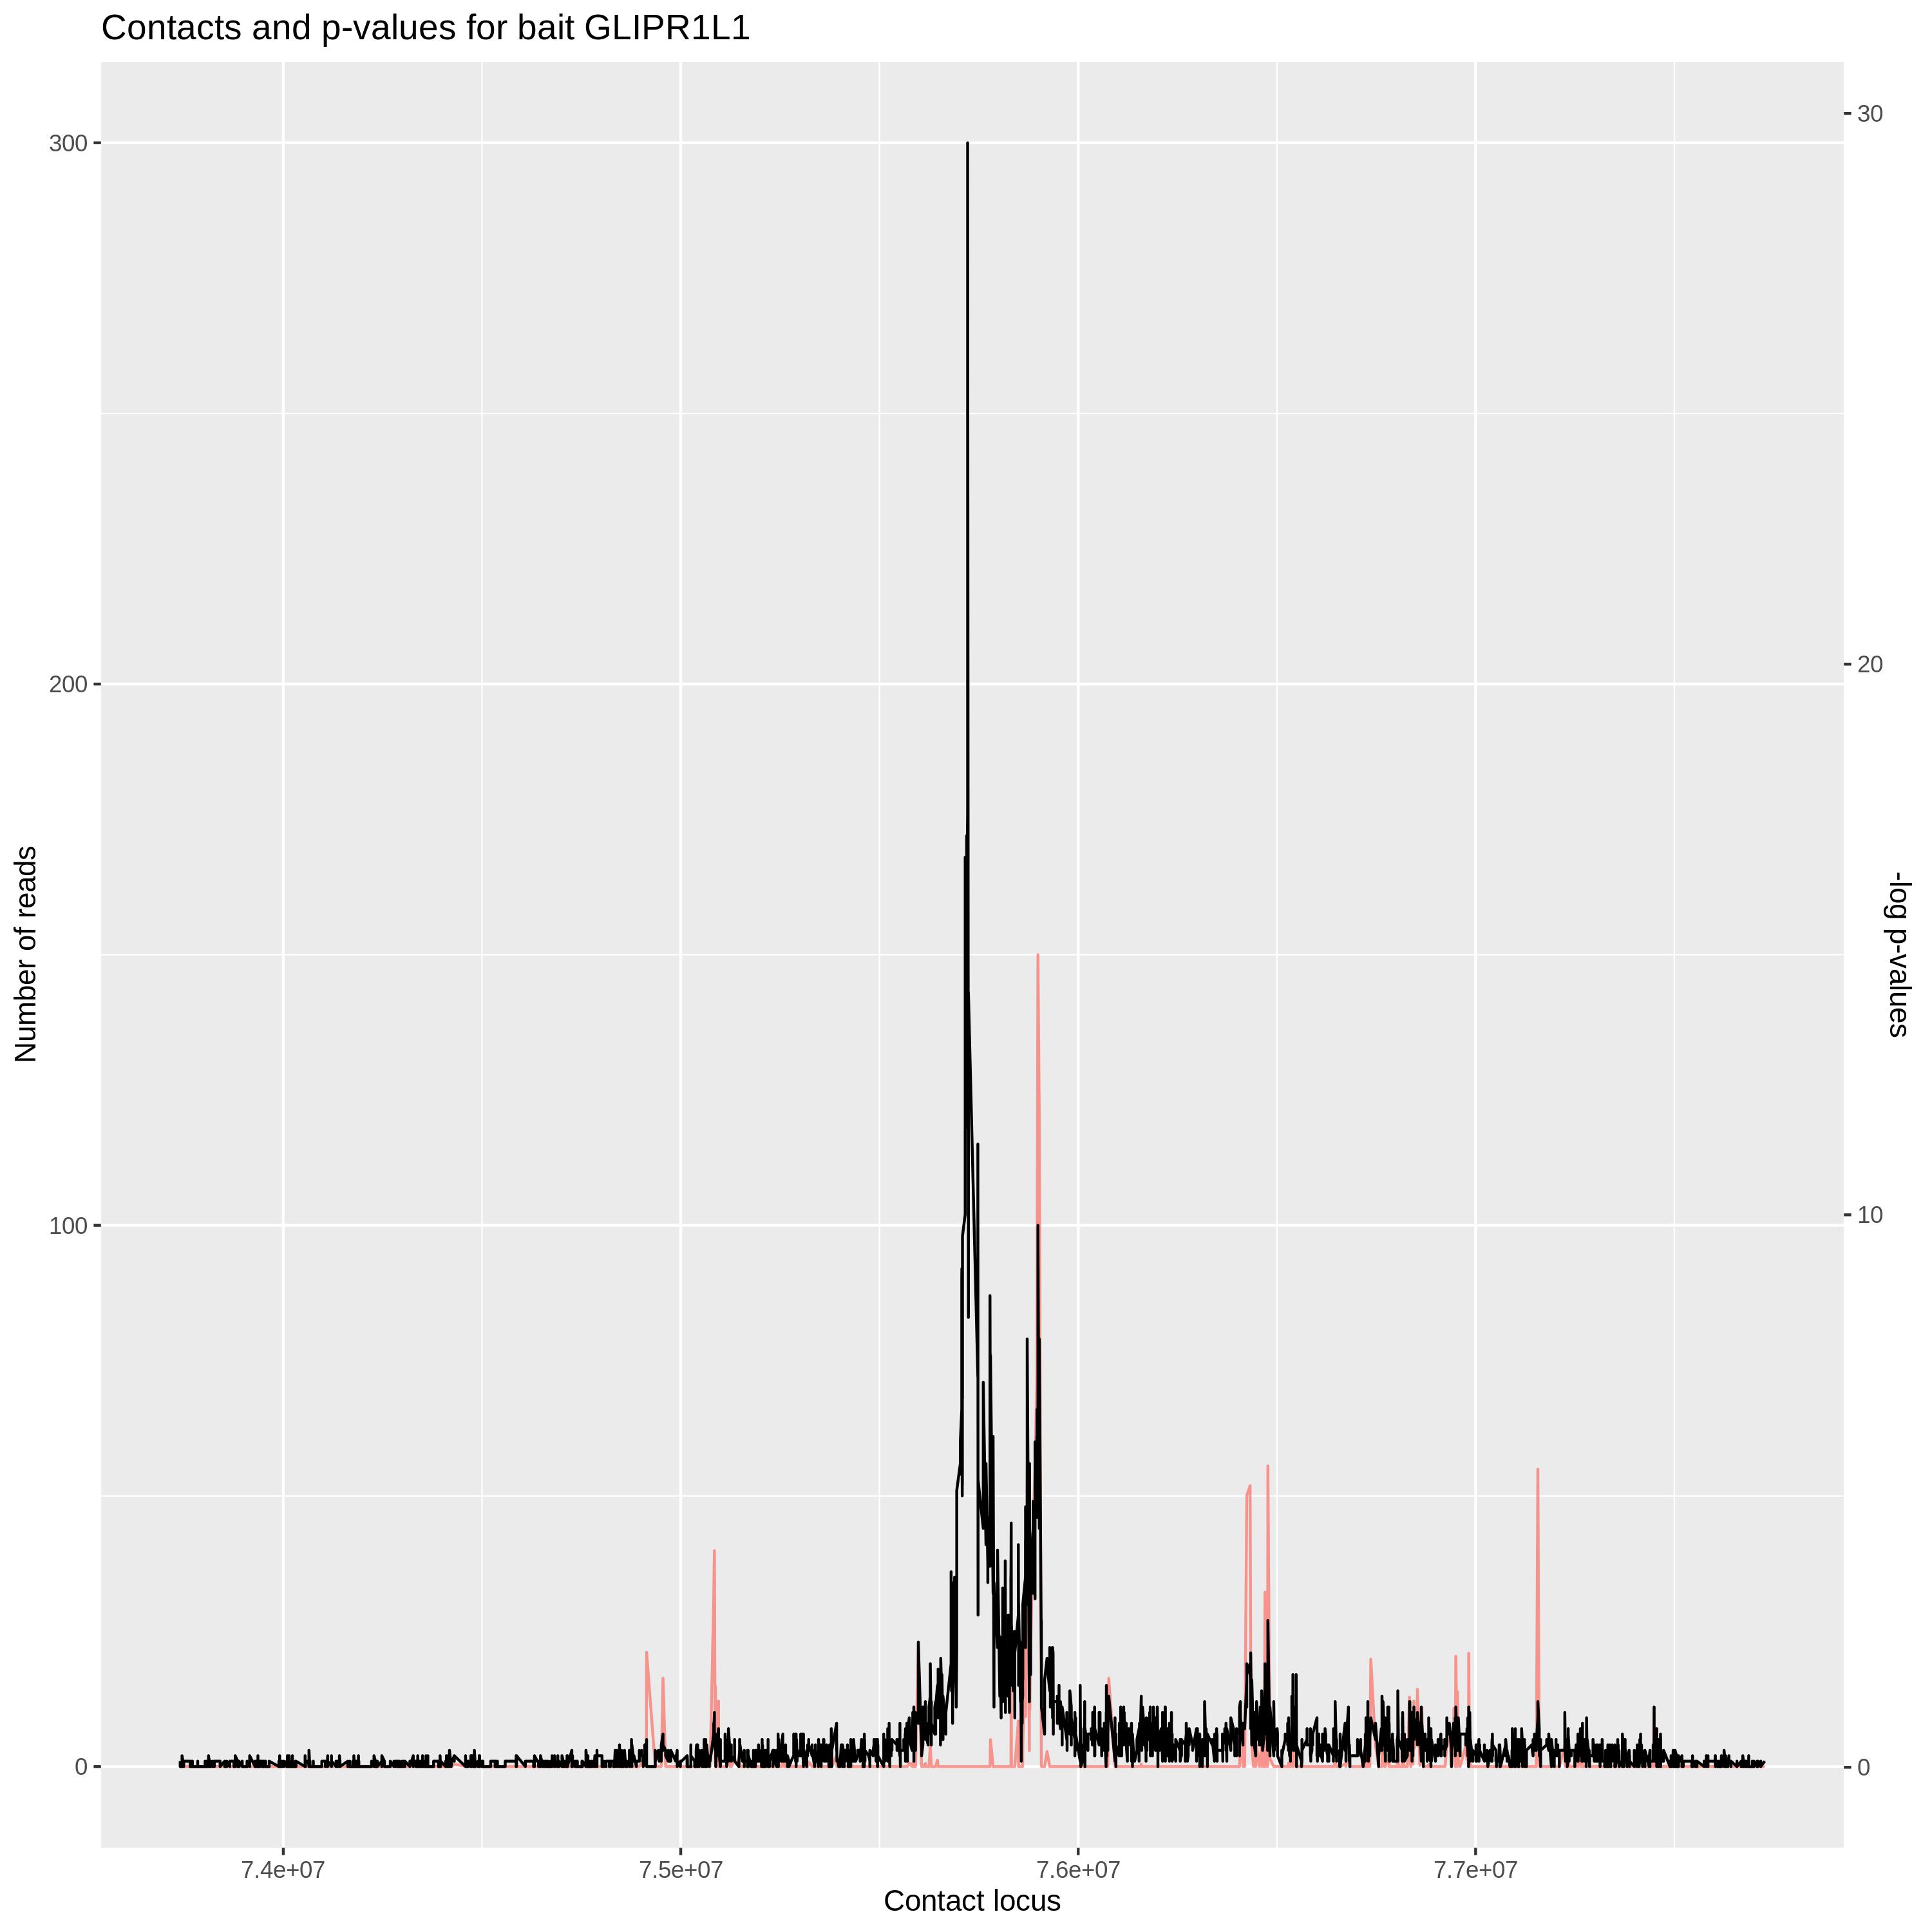 Contacts and p-values for bait GLIPR1L1
300
200
100
0
30
20
10
0
Number of reads
-log p-values
7.4e+07 7.5e+07 7.6e+07 7.7e+07
Contact locus